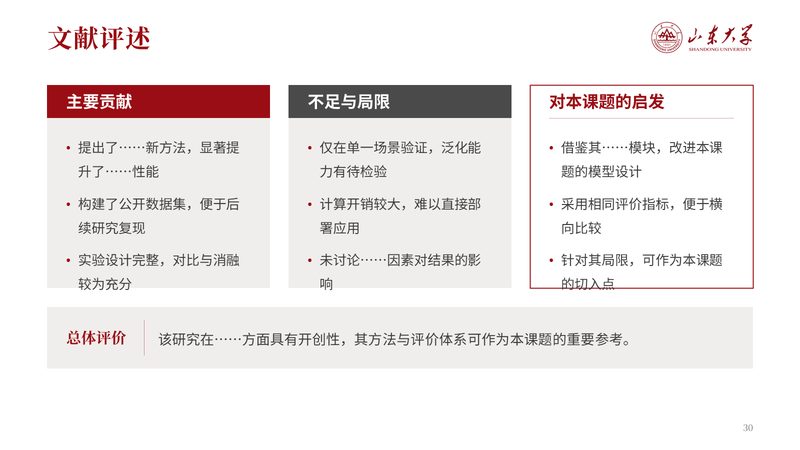 文献评述
山东大学
SHANDONG UNIVERSITY
主要贡献
• 提出了……新方法，显著提
升了……性能
• 构建了公开数据集，便于后
续研究复现
• 实验设计完整，对比与消融
较为充分
不足与局限
• 仅在单一场景验证，泛化能
力有待检验
• 计算开销较大，难以直接部
署应用
• 未讨论……因素对结果的影
响
对本课题的启发
• 借鉴其……模块，改进本课
题的模型设计
• 采用相同评价指标，便于横
向比较
• 针对其局限，可作为本课题
的切入点
总体评价
该研究在……方面具有开创性，其方法与评价体系可作为本课题的重要参考。
30